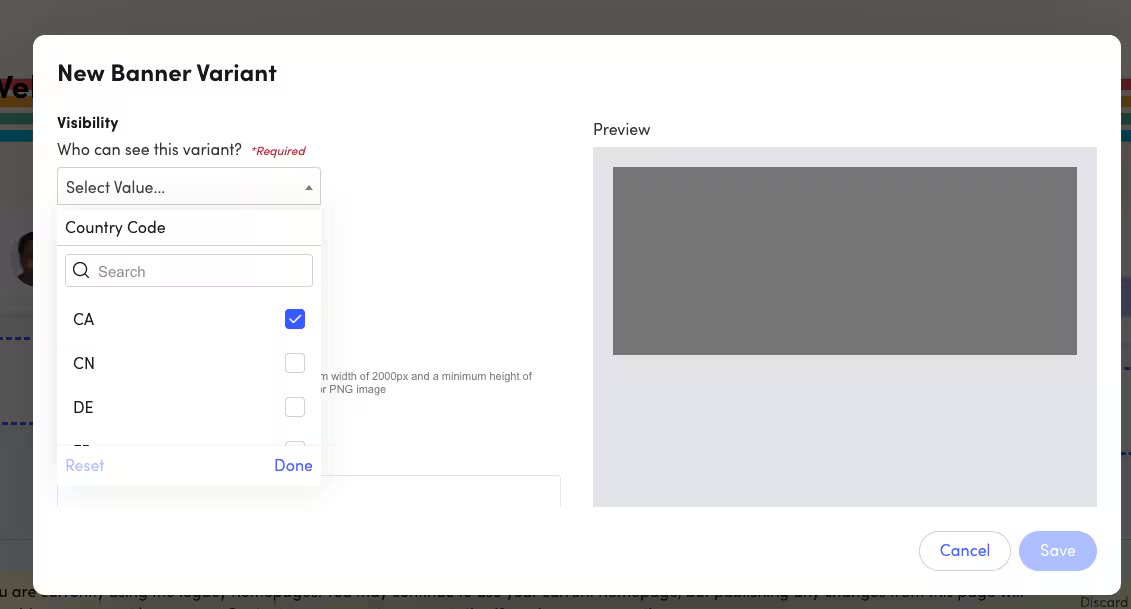 New Banner Variant
Visibility
Who can see this variant? *Required
Select Value...
Country Code
Search
CA
CN
DE
m width of 2000px and a minimum height of
or PNG image
Reset
Done
Preview
Cancel
Save
Discard